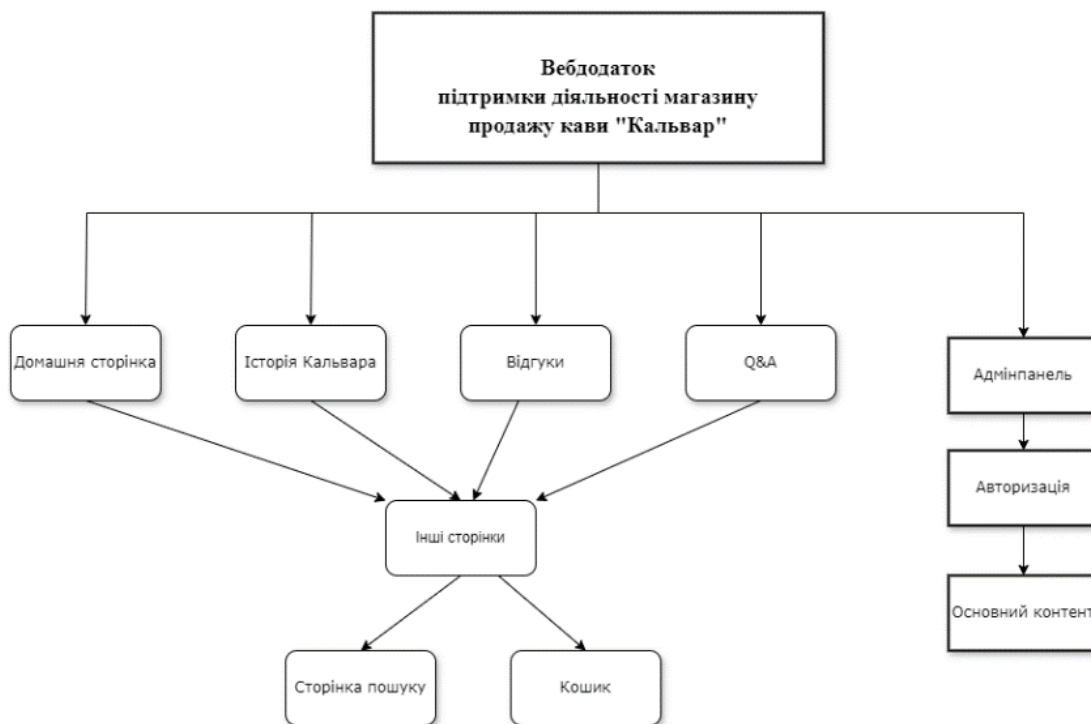 Вебдодаток
підтримки діяльності магазину
продажу кави "Кальвар"
Домашня сторінка
Історія Кальвара
Відгуки
Q&A
Адмінпанель
Авторизація
Інші сторінки
Основний контент
Сторінка пошуку
Кошик